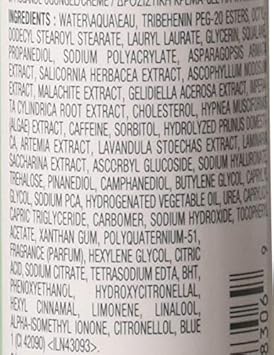 INGREDIENTS: WATER\AQUA\EAU, TRIBEHENIN PEG-20 ESTERS,
DODECYL STEAROYL STEARATE, LAURYL LAURATE, GLYCERIN,
PROPANEDIOL, SODIUM POLYACRYLATE, ASPARAGOPSIS
EXTRACT, SALICORNIA HERBACEA EXTRACT, ASCOPHYLLUM
EXTRACT, MALACHITE EXTRACT, GELIDIELLA ACEROSA EXTRACT,
TA CYLINDRICA ROOT EXTRACT, CHOLESTEROL, HYPNEA
(ALGAE) EXTRACT, CAFFEINE, SORBITOL, HYDROLYZED PRUNUS
CA, ARTEMIA EXTRACT, LAVANDULA STOECHAS EXTRACT,
SACCHARINA EXTRACT, ASCORBYL GLUCOSIDE, SODIUM
TREHALOSE, PINANEDIOL, CAMPHANEDIOL, BUTYLENE GLYCOL,
GLYCOL, SODIUM PCA, HYDROGENATED VEGETABLE OIL, UREA,
CAPRIC TRIGLYCERIDE, CARBOMER, SODIUM HYDROXIDE,
ACETATE, XANTHAN GUM, POLYQUATERNIUM-51,
FRAGRANCE (PARFUM), HEXYLENE GLYCOL, CITRIC
ACID, SODIUM CITRATE, TETRASODIUM EDTA, BHT,
PHENOXYETHANOL, HYDROXYCITRONELLAL,
HEXYL CINNAMAL, LIMONENE, LINALOOL,
ALPHA-ISOMETHYL IONONE, CITRONELLOL, BLUE
1 (CI 42090) <ILN43093>